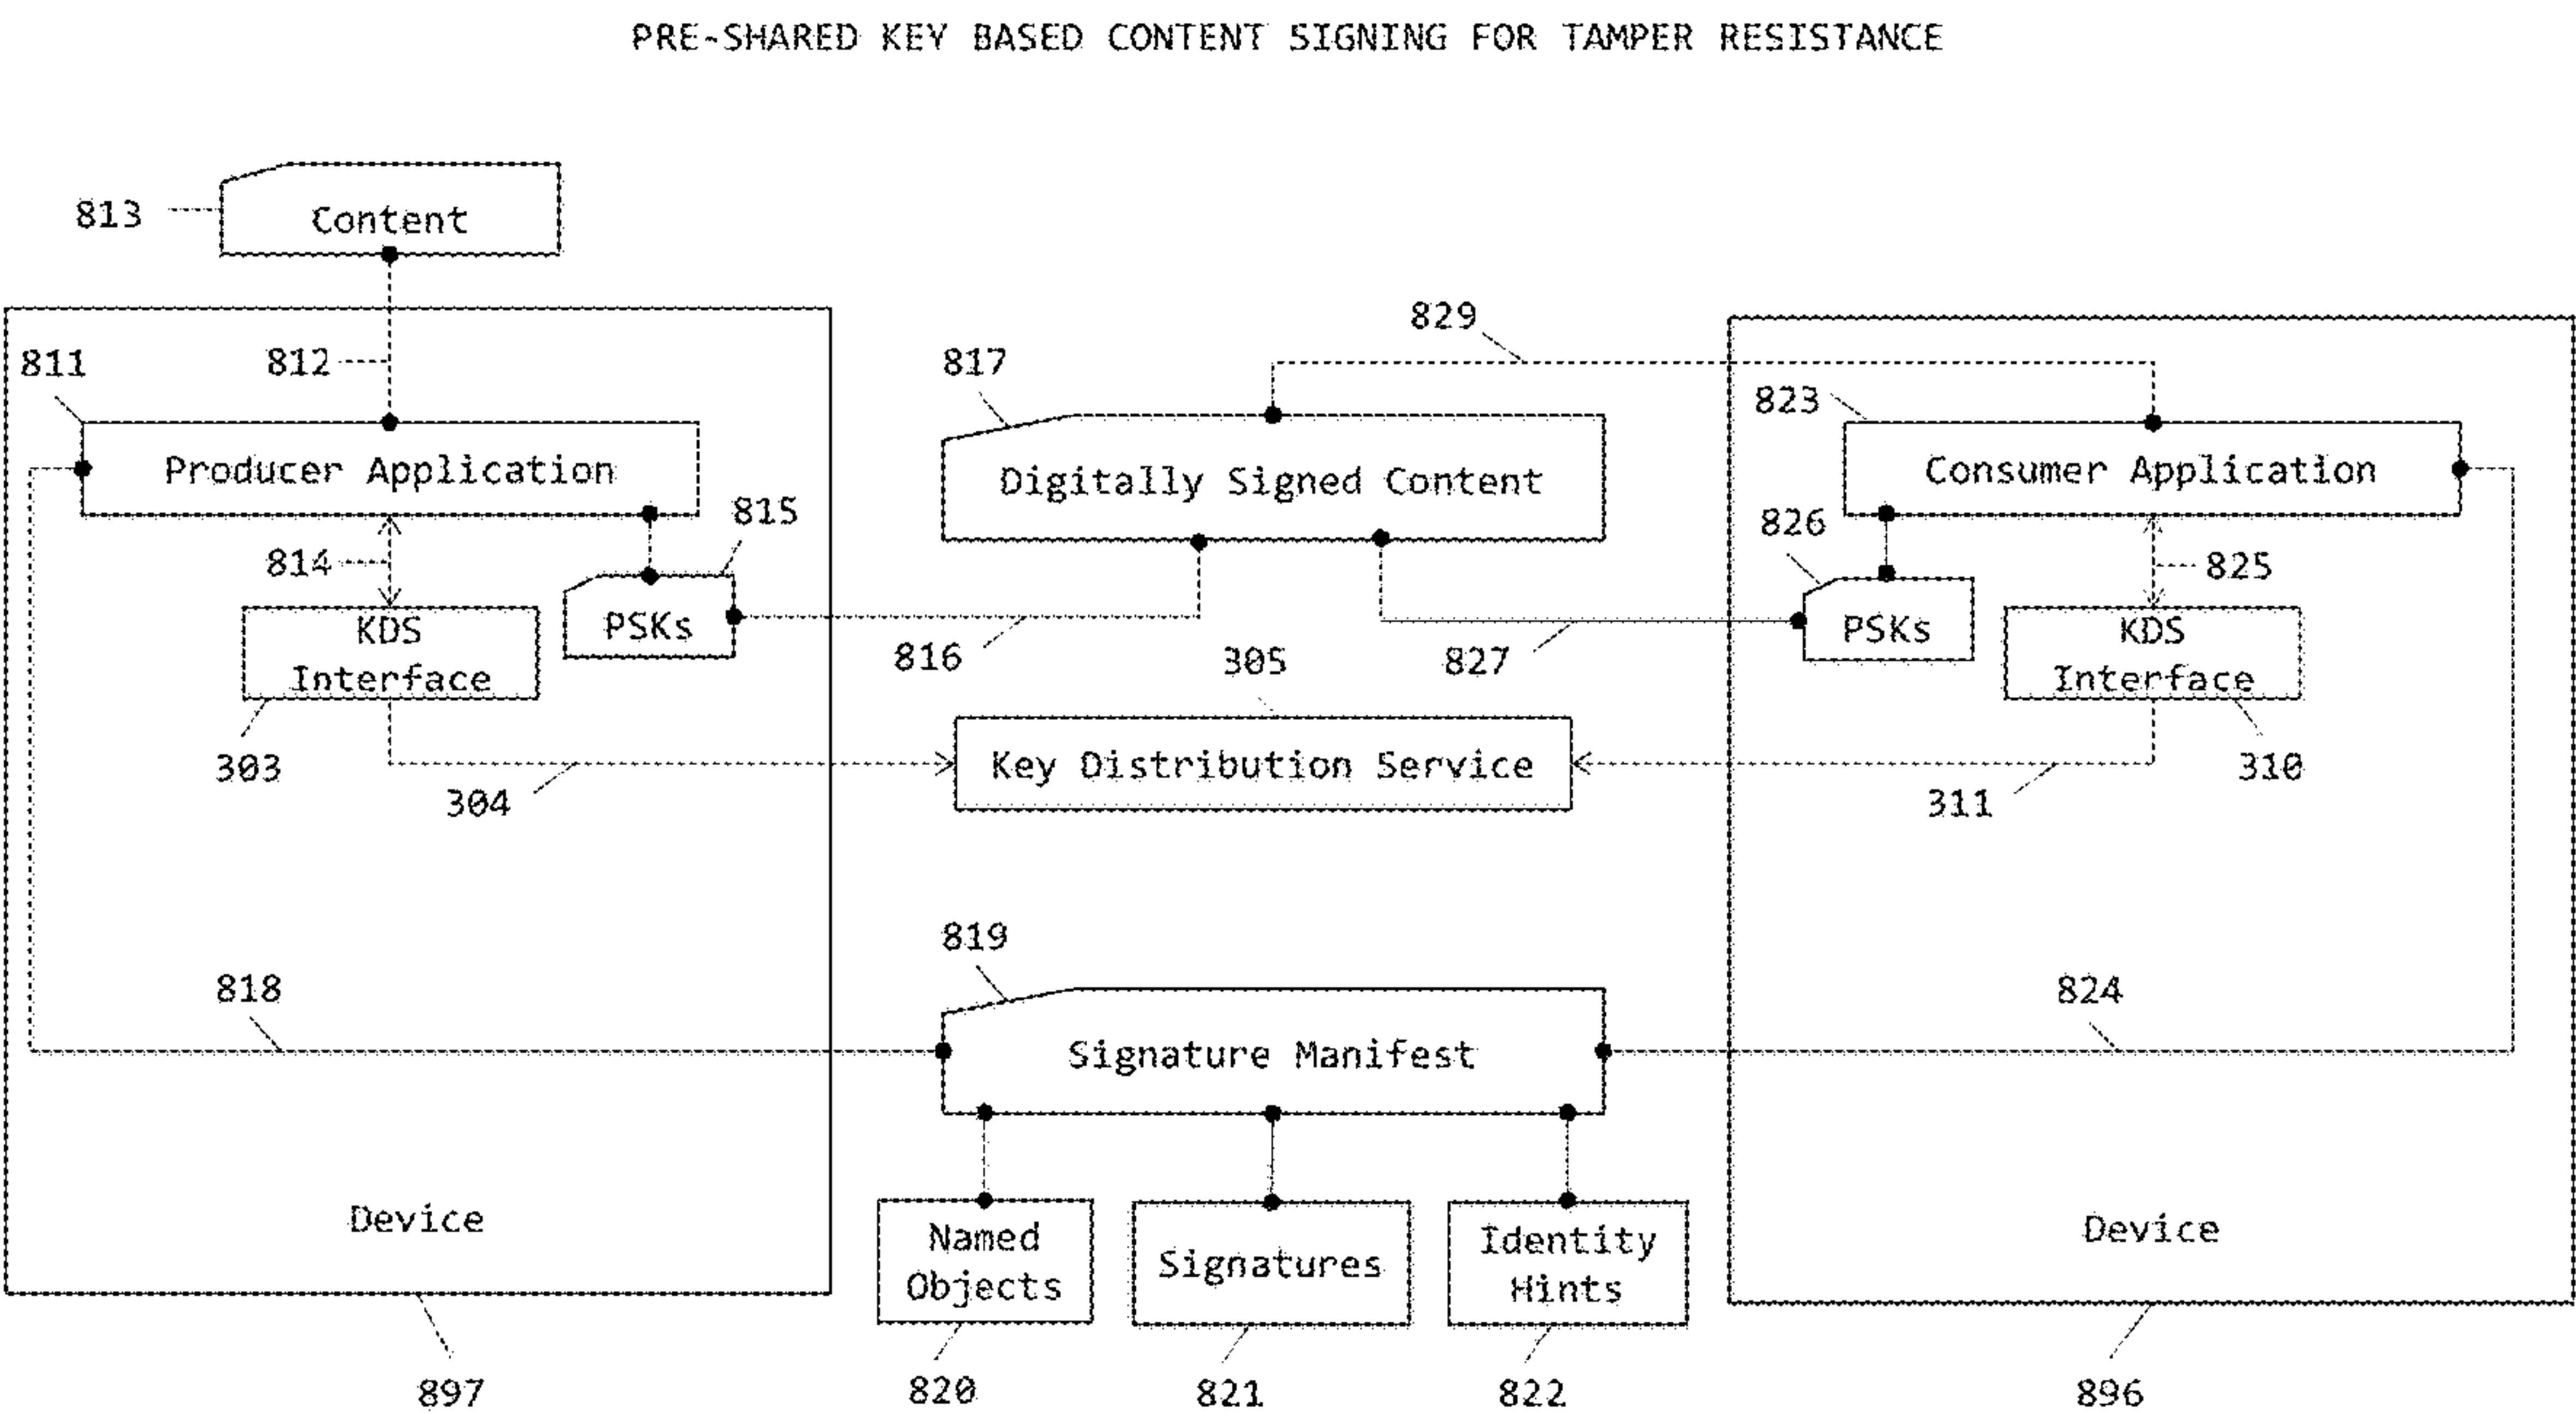 PRE-SHARED KEY BASED CONTENT SIGNING FOR TAMPER RESISTANCE
813
Content
811
812
829
817
823
Producer Application
Digitally Signed Content
Consumer Application
815
826
814
825
PSKs
PSKs
KDS
Interface
KDS
Interface
816
305
827
303
304
Key Distribution Service
311
310
819
818
824
Signature Manifest
Device
Named
Objects
Signatures
Identity
Hints
Device
897
820
821
822
896